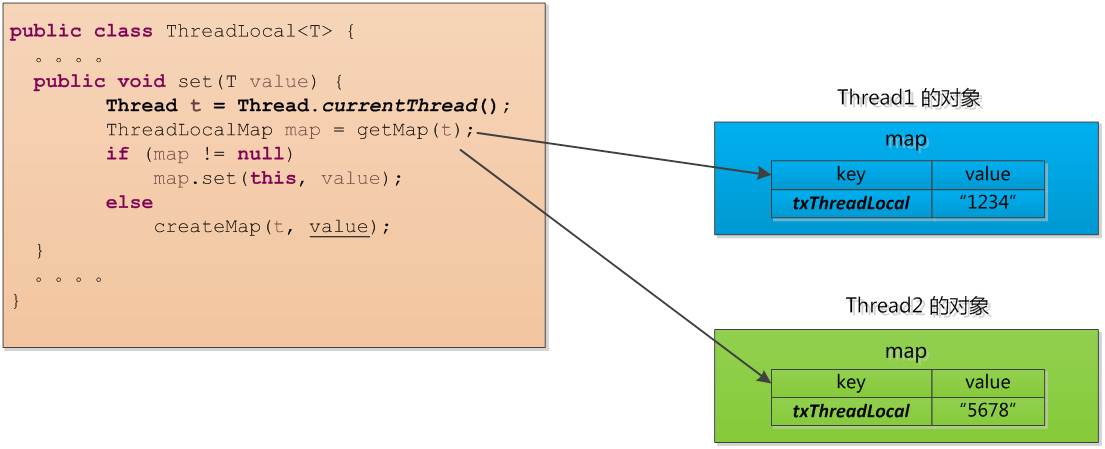 public class ThreadLocal<T> {
。。。。
public void set(T value) {
Thread t = Thread.currentThread();
ThreadLocalMap map = getMap(t);
if (map != null)
map.set(this, value);
else
createMap(t, value);
}
。。。。
}
Thread1 的对象
map
key value
txThreadLocal “1234“
Thread2 的对象
map
key value
txThreadLocal “5678“